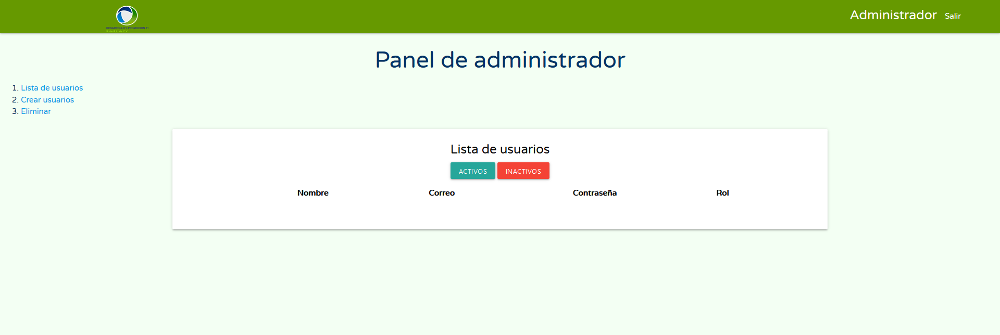 DESARROLLO Y PROMOCIÓN 11
S. de R.L. de C.V
Administrador Salir
Panel de administrador
1. Lista de usuarios
2. Crear usuarios
3. Eliminar
Lista de usuarios
ACTIVOS INACTIVOS
Nombre Correo Contraseña Rol